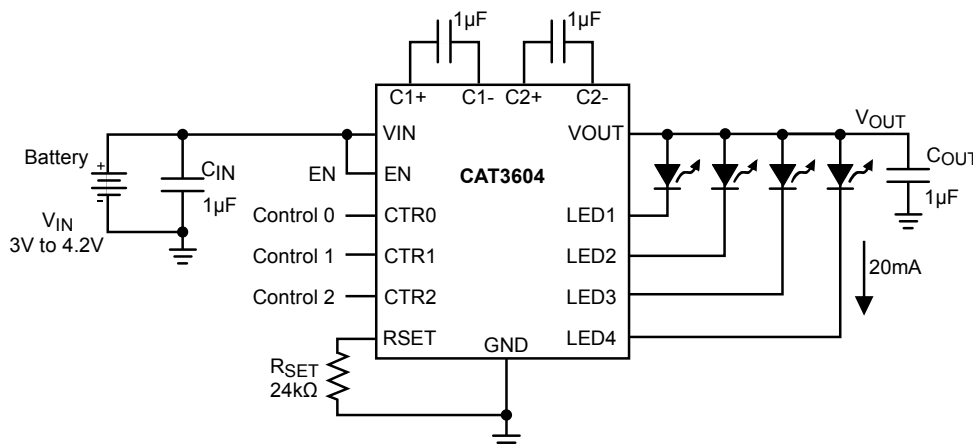 1µF
1µF
C1+
C1-
C2+
C2-
VIN
VOUT
VOUT
Battery
+
-
CIN
1µF
EN
EN
CAT3604
COUT
1µF
VIN
3V to 4.2V
Control 0
CTR0
LED1
Control 1
CTR1
LED2
20mA
Control 2
CTR2
LED3
RSET
GND
LED4
RSET
24kΩ